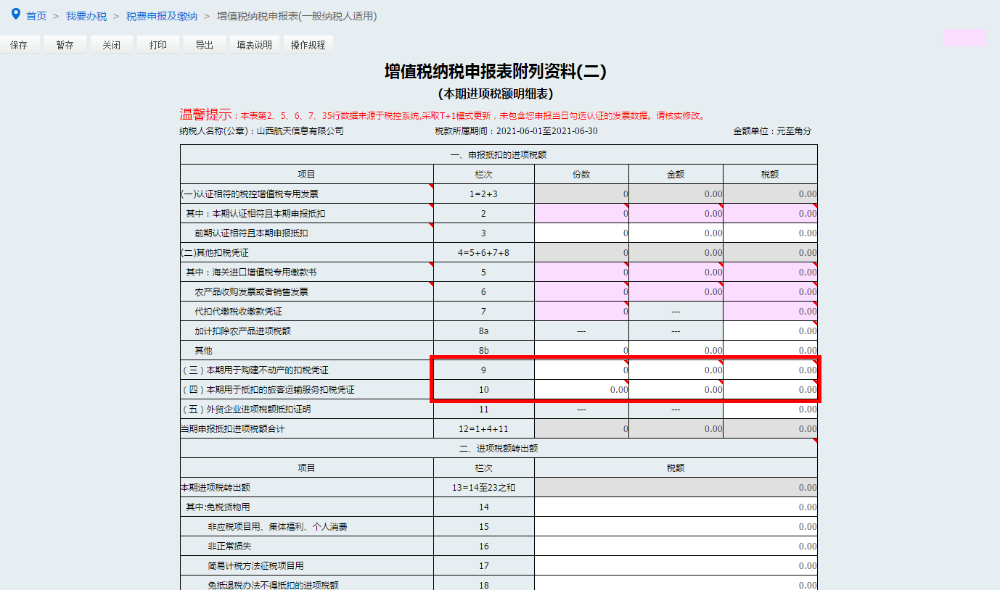 首页 > 我要办税 > 税费申报及缴纳 > 增值税纳税申报表(一般纳税人适用)
保存 暂存 关闭 打印 导出 填表说明 操作规程
增值税纳税申报表附列资料(二)
(本期进项税额明细表)
温馨提示：本表第2、5、6、7、35行数据来源于税控系统,采取T+1模式更新，未包含您申报当日勾选认证的发票数据。请核实修改。
纳税人名称(公章)：山西航天信息有限公司 税款所属期间：2021-06-01至2021-06-30 金额单位：元至角分
一、申报抵扣的进项税额
项目 栏次 份数 金额 税额
(一)认证相符的税控增值税专用发票 1=2+3 0 0.00 0.00
其中：本期认证相符且本期申报抵扣 2 0 0.00 0.00
前期认证相符且本期申报抵扣 3 0 0.00 0.00
(二)其他扣税凭证 4=5+6+7+8 0 0.00 0.00
其中：海关进口增值税专用缴款书 5 0 0.00 0.00
农产品收购发票或者销售发票 6 0 0.00 0.00
代扣代缴税收缴款凭证 7 0 --- 0.00
加计扣除农产品进项税额 8a --- --- 0.00
其他 8b 0 0.00 0.00
（三）本期用于购建不动产的扣税凭证 9 0 0.00 0.00
（四）本期用于抵扣的旅客运输服务扣税凭证 10 0.00 0.00 0.00
（五）外贸企业进项税额抵扣证明 11 --- --- 0.00
当期申报抵扣进项税额合计 12=1+4+11 0 0.00 0.00
二、进项税额转出额
项目 栏次 税额
本期进项税转出额 13=14至23之和 0.00
其中:免税货物用 14 0.00
非应税项目用、集体福利、个人消费 15 0.00
非正常损失 16 0.00
简易计税方法征税项目用 17 0.00
免抵退税办法不得抵扣的进项税额 18 0.00